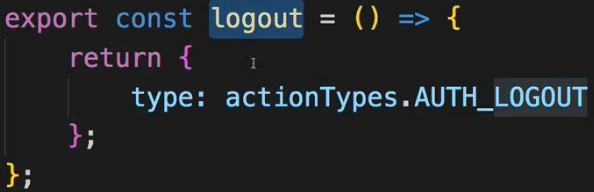 export const logout = () => {
return {
type: actionTypes.AUTH_LOGOUT
};
};